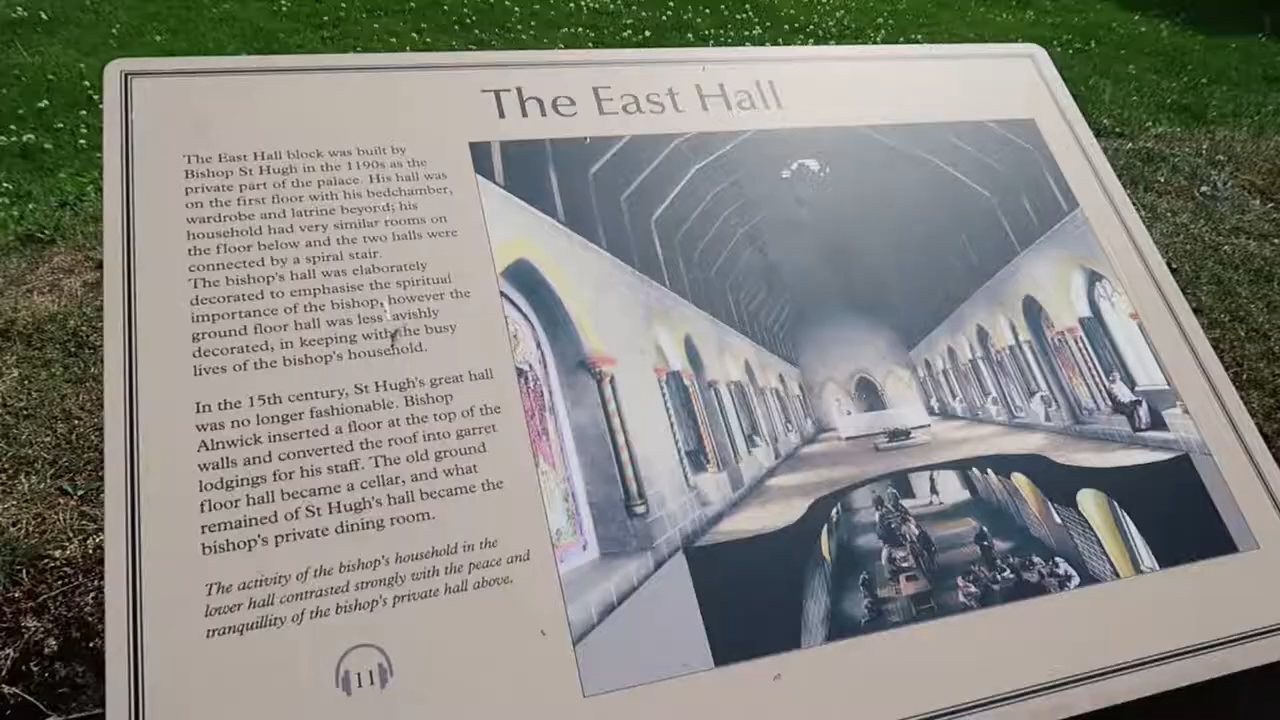 The East Hall
The East Hall block was built by
Bishop St Hugh in the 1190s as the
private part of the palace. His hall was
on the first floor with his bedchamber,
wardrobe and latrine beyond; his
household had very similar rooms on
the floor below and the two halls were
connected by a spiral stair.
The bishop's hall was elaborately
decorated to emphasise the spiritual
importance of the bishop, however the
ground floor hall was less lavishly
decorated, in keeping with the busy
lives of the bishop's household.
In the 15th century, St Hugh's great hall
was no longer fashionable. Bishop
Alnwick inserted a floor at the top of the
walls and converted the roof into garret
lodgings for his staff. The old ground
floor hall became a cellar, and what
remained of St Hugh's hall became the
bishop's private dining room.
The activity of the bishop's household in the
lower hall contrasted strongly with the peace and
tranquillity of the bishop's private hall above.
11